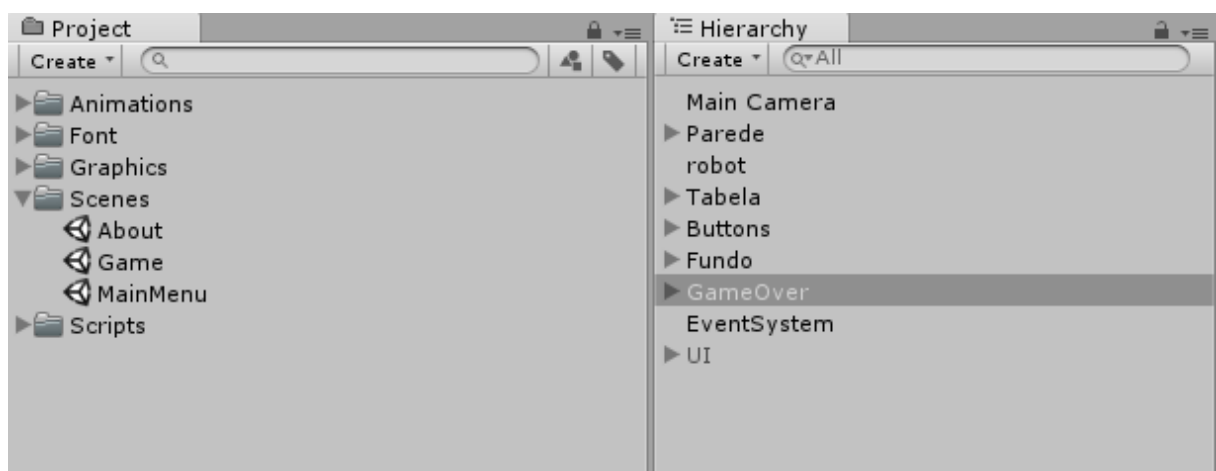 Project
Create
Animations
Font
Graphics
Scenes
About
Game
MainMenu
Scripts
Hierarchy
Create All
Main Camera
Parede
robot
Tabela
Buttons
Fundo
GameOver
EventSystem
UI